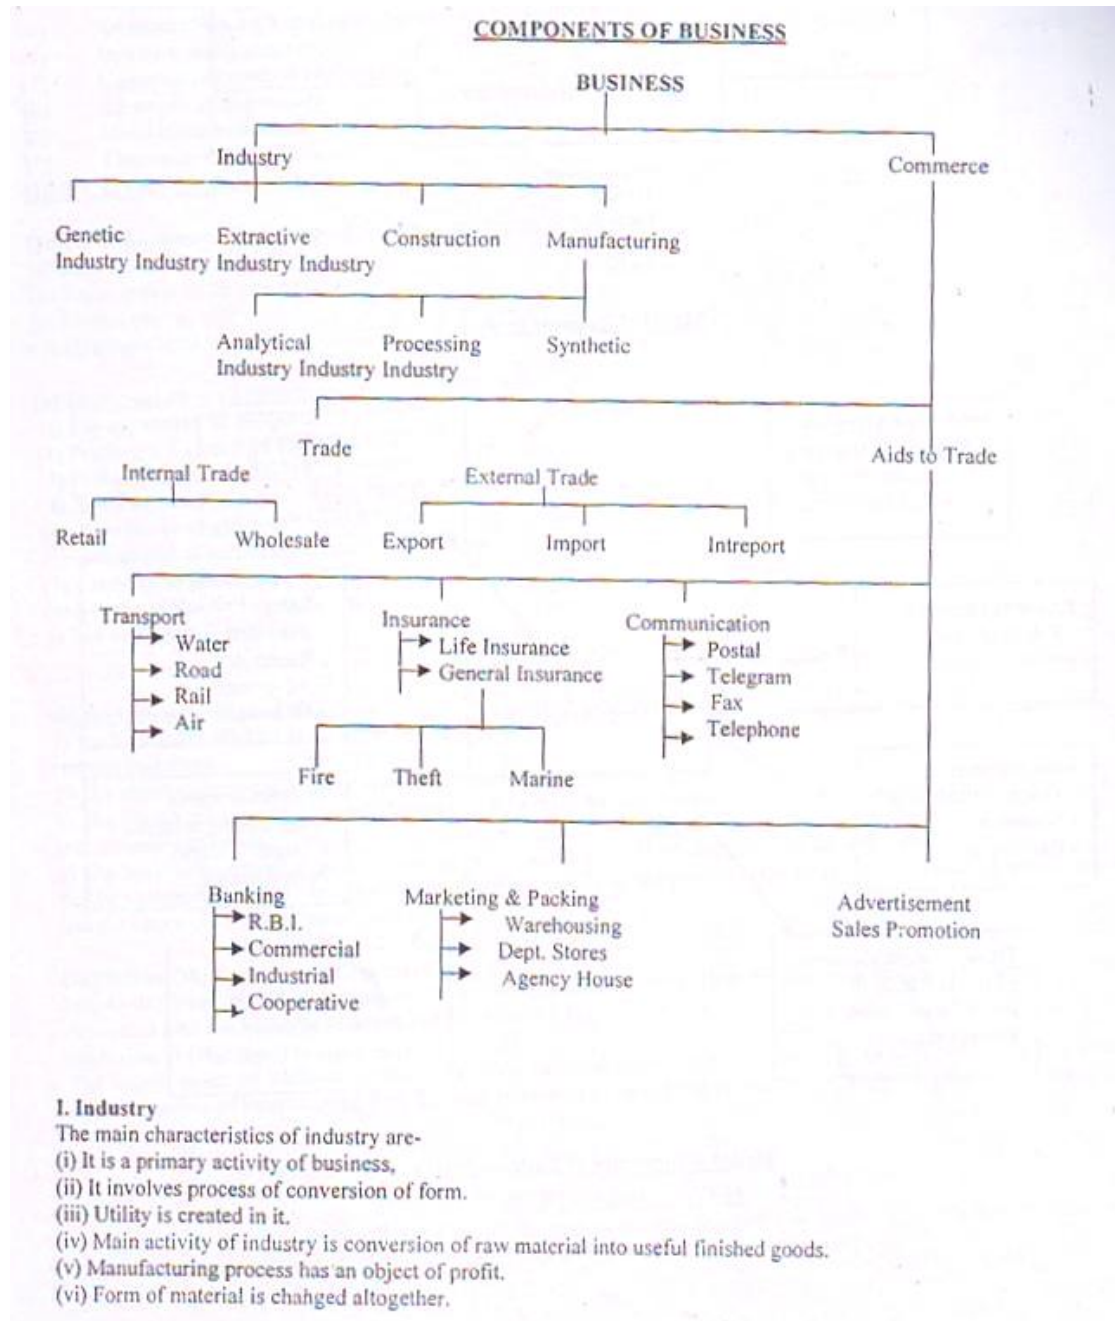 COMPONENTS OF BUSINESS
BUSINESS
Industry
Commerce
Genetic Extractive Construction Manufacturing
Industry Industry Industry Industry
Analytical Processing Synthetic
Industry Industry Industry
Trade
Aids to Trade
Internal Trade External Trade
Retail Wholesale Export Import Intreport
Transport Insurance Communication
Water Life Insurance Postal
Road General Insurance Telegram
Rail Fax
Air Telephone
Fire Theft Marine
Banking Marketing & Packing Advertisement
R.B.I. Warehousing Sales Promotion
Commercial Dept. Stores
Industrial Agency House
Cooperative
I. Industry
The main characteristics of industry are-
(i) It is a primary activity of business,
(ii) It involves process of conversion of form.
(iii) Utility is created in it.
(iv) Main activity of industry is conversion of raw material into useful finished goods.
(v) Manufacturing process has an object of profit.
(vi) Form of material is chahged altogether.